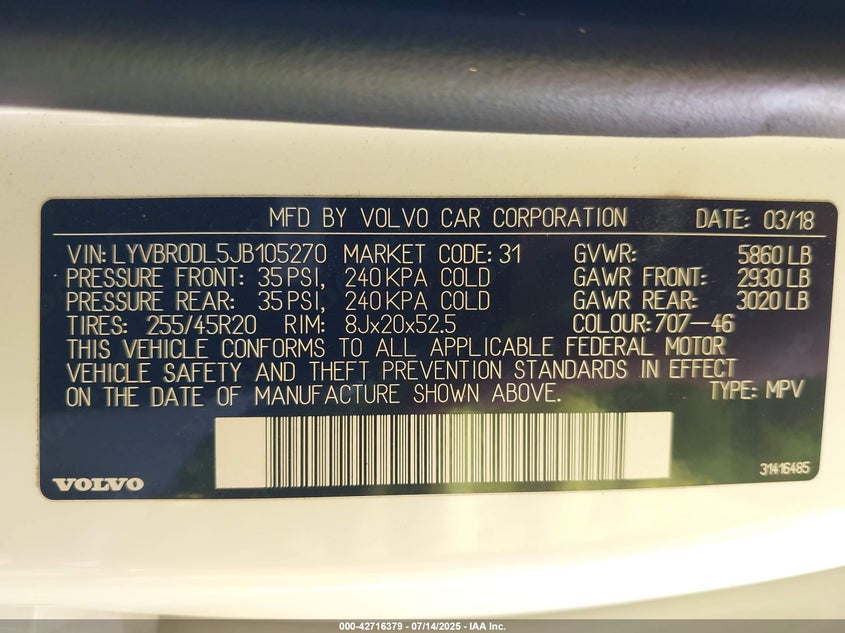 MFD BY VOLVO CAR CORPORATION DATE: 03/18
VIN: LYVBR0DL5JB105270 MARKET CODE: 31 GVWR: 5860 LB
PRESSURE FRONT: 35 PSI, 240 KPA COLD GAWR FRONT: 2930 LB
PRESSURE REAR: 35 PSI, 240 KPA COLD GAWR REAR: 3020 LB
TIRES: 255/45R20 RIM: 8Jx20x52.5 COLOUR: 707-46
THIS VEHICLE CONFORMS TO ALL APPLICABLE FEDERAL MOTOR
VEHICLE SAFETY AND THEFT PREVENTION STANDARDS IN EFFECT
ON THE DATE OF MANUFACTURE SHOWN ABOVE. TYPE: MPV
VOLVO 31416485
000-42716379 - 07/14/2025 - IAA Inc.